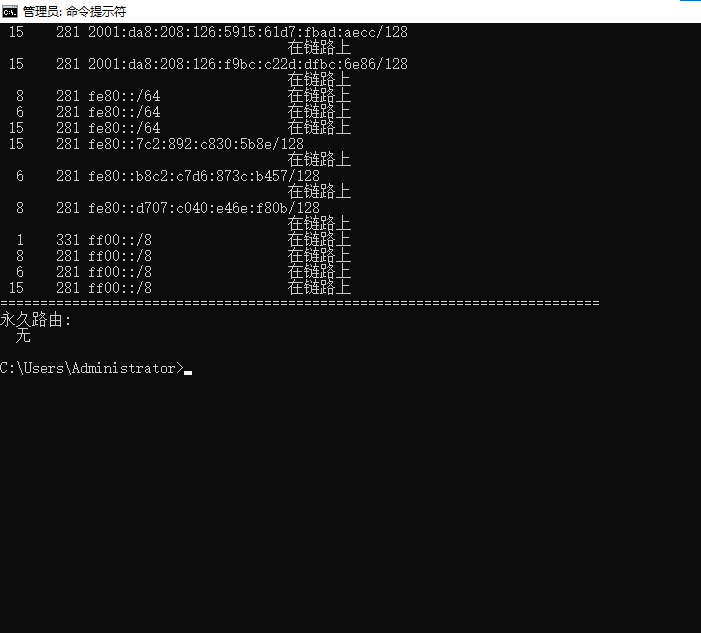 管理员: 命令提示符
15 281 2001:da8:208:126:5915:61d7:fbad:aecc/128
在链路上
15 281 2001:da8:208:126:f9bc:c22d:dfbc:6e86/128
在链路上
8 281 fe80::/64 在链路上
6 281 fe80::/64 在链路上
15 281 fe80::/64 在链路上
15 281 fe80::7c2:892:c830:5b8e/128
在链路上
6 281 fe80::b8c2:c7d6:873c:b457/128
在链路上
8 281 fe80::d707:c040:e46e:f80b/128
在链路上
1 331 ff00::/8 在链路上
8 281 ff00::/8 在链路上
6 281 ff00::/8 在链路上
15 281 ff00::/8 在链路上
===========================================================================
永久路由:
无
C:\Users\Administrator>